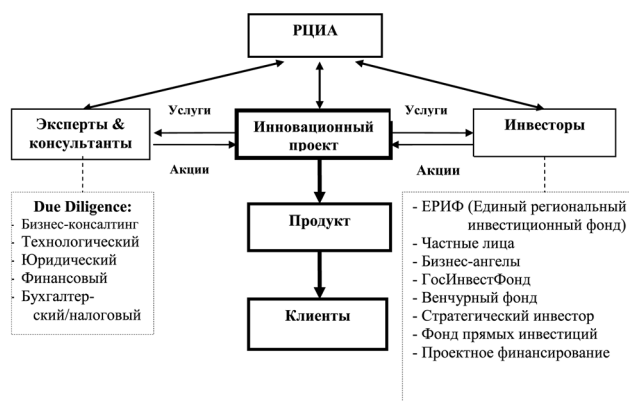 РЦИА
Услуги
Услуги
Эксперты &
консультанты
Инновационный
проект
Инвесторы
Акции
Акции
Due Diligence:
- Бизнес-консалтинг
- Технологический
- Юридический
- Финансовый
- Бухгалтер-
ский/налоговый
Продукт
Клиенты
- ЕРИФ (Единый региональный
инвестиционный фонд)
- Частные лица
- Бизнес-ангелы
- ГосИнвестФонд
- Венчурный фонд
- Стратегический инвестор
- Фонд прямых инвестиций
- Проектное финансирование